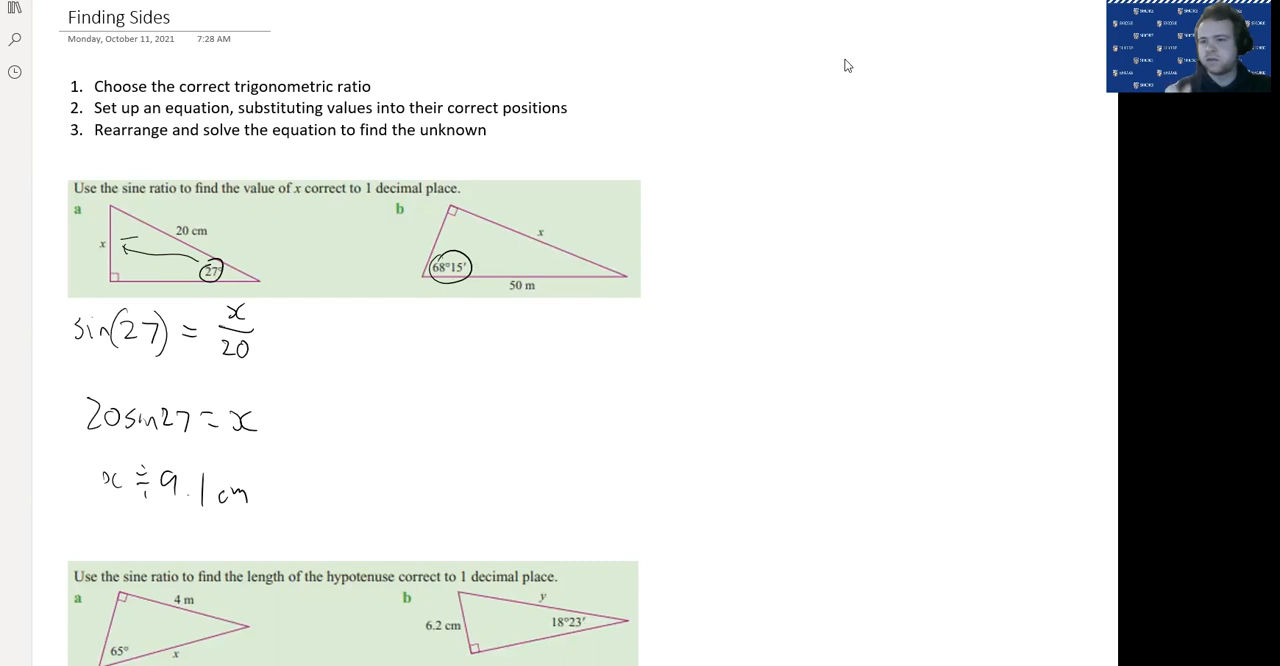 Finding Sides
Monday, October 11, 2021 7:28 AM
1. Choose the correct trigonometric ratio
2. Set up an equation, substituting values into their correct positions
3. Rearrange and solve the equation to find the unknown
Use the sine ratio to find the value of x correct to 1 decimal place.
a
20 cm
x
27°
b
x
68°15′
50 m
sin(27) = x/20
20sin27 = x
x ≑ 9.1 cm
Use the sine ratio to find the length of the hypotenuse correct to 1 decimal place.
a
4 m
65°
x
b
y
6.2 cm
18°23′